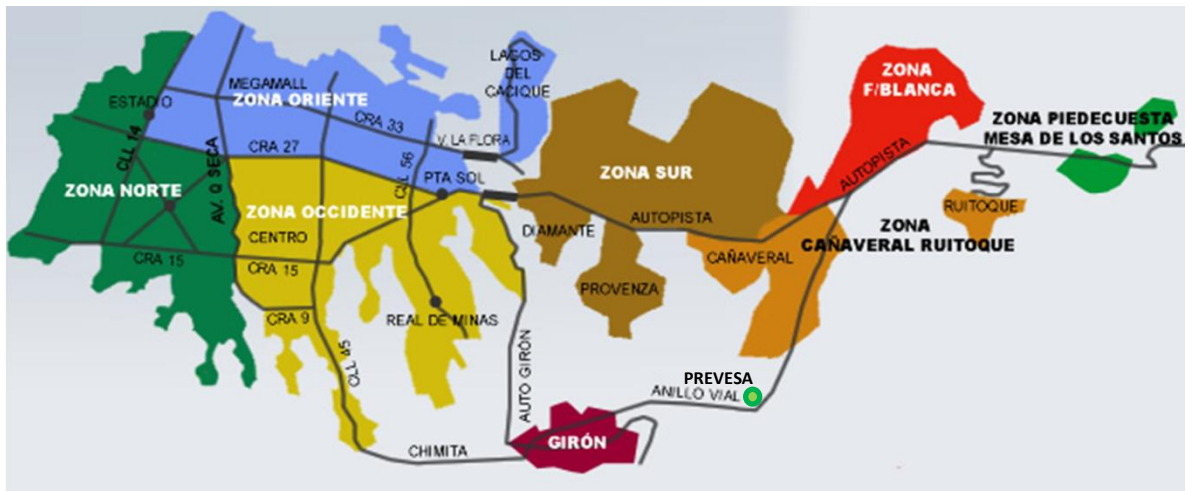 LAGOS
DEL
CACIQUE
ZONA
F/BLANCA
MEGAMALL
ZONA ORIENTE
ESTADIO
CRA 33
V. LA FLORA
ZONA PIEDECUESTA
MESA DE LOS SANTOS
CLL 14
CRA 27
AV. Q SECA
CLL 56
PTA SOL
ZONA SUR
AUTOPISTA
ZONA NORTE
ZONA OCCIDENTE
RUITOQUE
AUTOPISTA
DIAMANTE
CENTRO
ZONA
CAÑAVERAL RUITOQUE
CAÑAVERAL
CRA 15
CRA 15
PROVENZA
CRA 9
REAL DE MINAS
CLL 45
AUTO GIRÓN
PREVESA
ANILLO VIAL
GIRÓN
CHIMITA